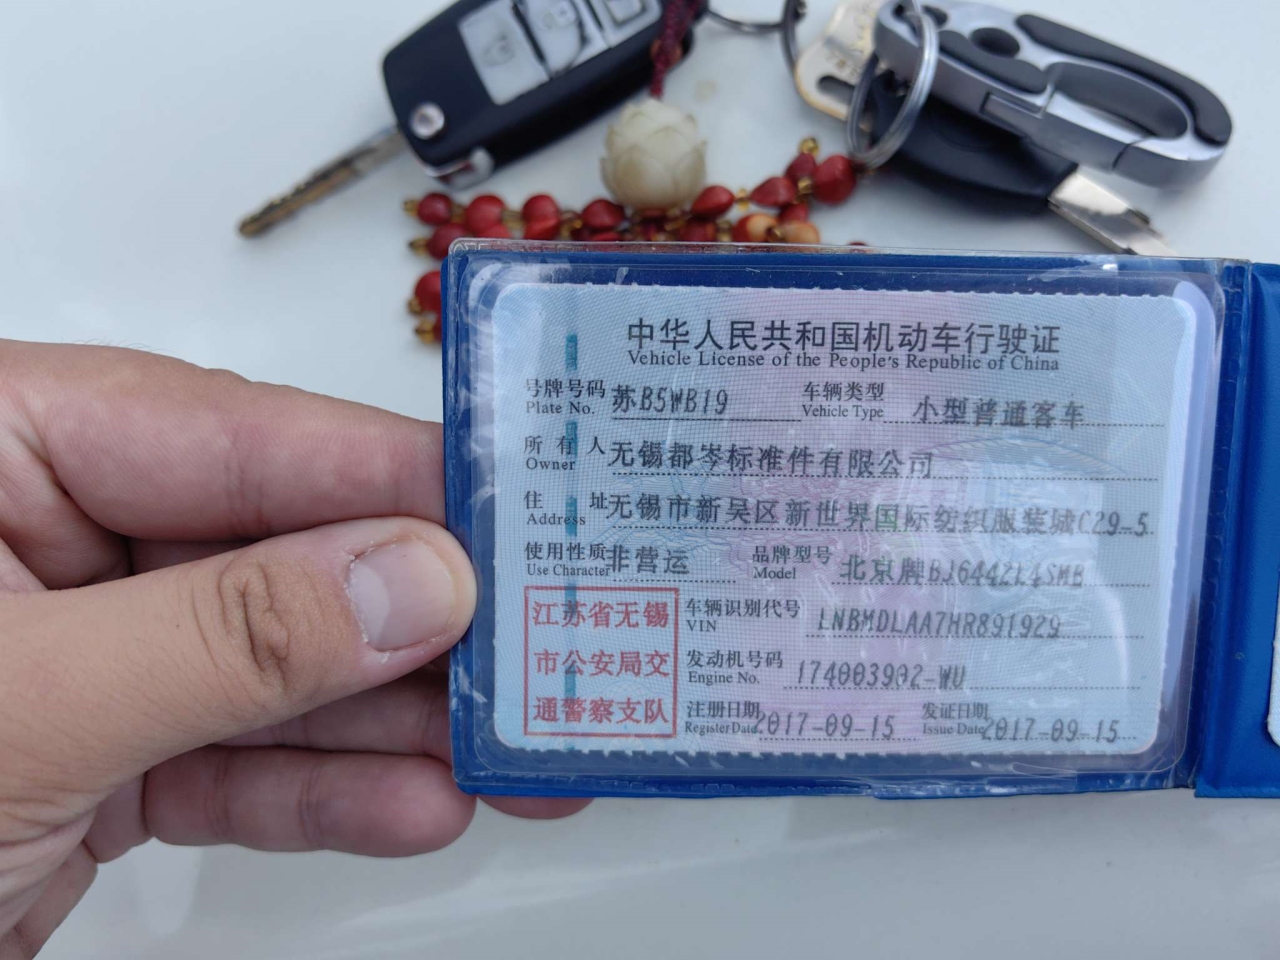 中华人民共和国机动车行驶证
Vehicle License of the People's Republic of China
号牌号码 苏B5WB19 车辆类型 小型普通客车
Plate No. Vehicle Type
所有人 无锡都岑标准件有限公司
Owner
住址 无锡市新吴区新世界国际纺织服装城C29-5
Address
使用性质 非营运 品牌型号 北京牌BJ6442L4SMB
Use Character Model
江苏省无锡
市公安局交
通警察支队
车辆识别代号 LNBMDLAA7HR891929
VIN
发动机号码 174003902-WU
Engine No.
注册日期 2017-09-15 发证日期 2017-09-15
Register Date Issue Date